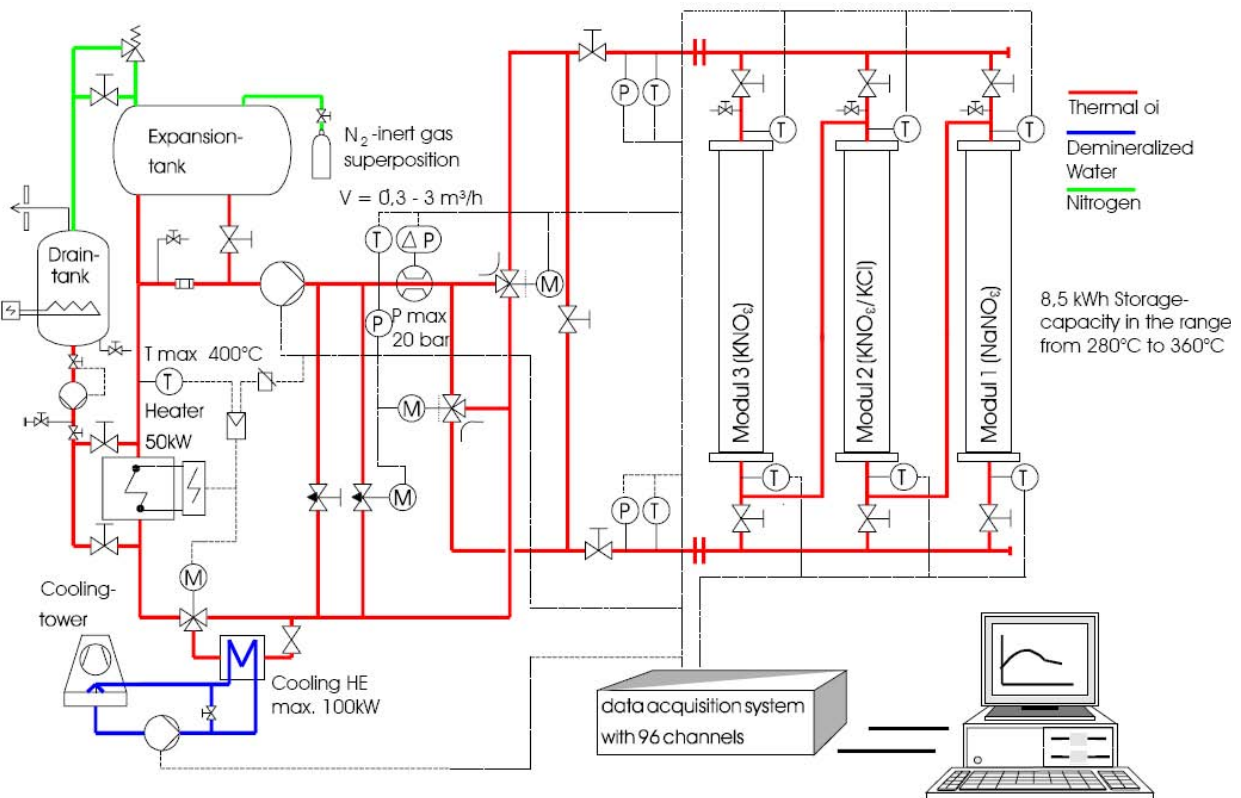 Expansion-
tank
N2-inert gas
superposition
V = 0,3 - 3 m³/h
Drain-
tank
T
Δ P
M
P
P max
20 bar
T max 400°C
T
Heater
50kW
M
M
M
Cooling-
tower
Cooling HE
max. 100kW
P
T
P
T
T
T
T
Modul 3 (KNO3)
Modul 2 (KNO3/ KCl)
Modul 1 (NaNO3)
T
T
T
Thermal oi
Demineralized
Water
Nitrogen
8,5 kWh Storage-
capacity in the range
from 280°C to 360°C
data acquisition system
with 96 channels